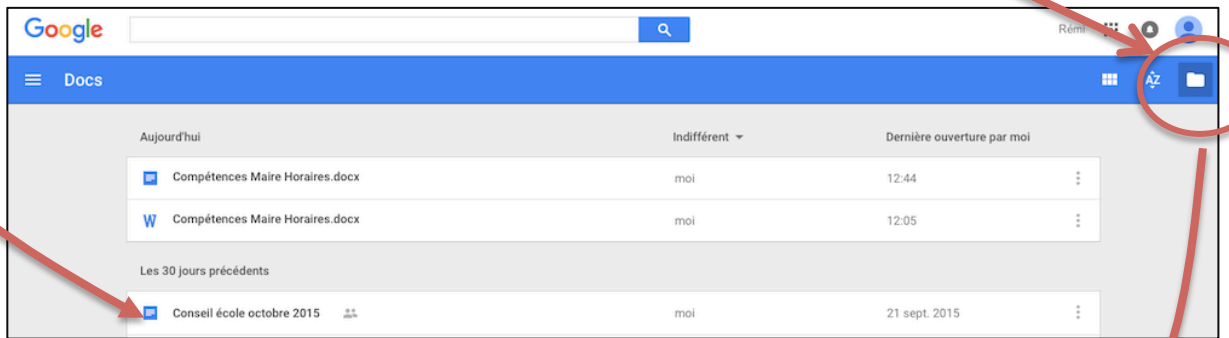 Google Rémi
Docs AZ
Aujourd'hui Indifférent Dernière ouverture par moi
Compétences Maire Horaires.docx moi 12:44
W Compétences Maire Horaires.docx moi 12:05
Les 30 jours précédents
Conseil école octobre 2015 moi 21 sept. 2015